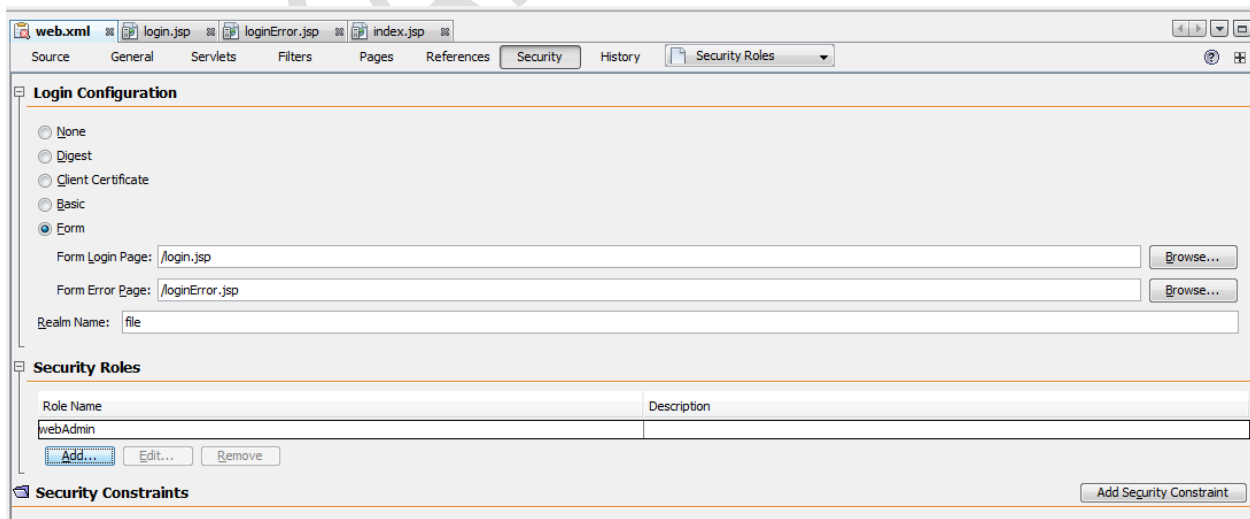 web.xml login.jsp loginError.jsp index.jsp
Source General Servlets Filters Pages References Security History Security Roles
Login Configuration
None
Digest
Client Certificate
Basic
Form
Form Login Page: /login.jsp Browse...
Form Error Page: /loginError.jsp Browse...
Realm Name: file
Security Roles
Role Name Description
webAdmin
Add... Edit... Remove
Security Constraints Add Security Constraint